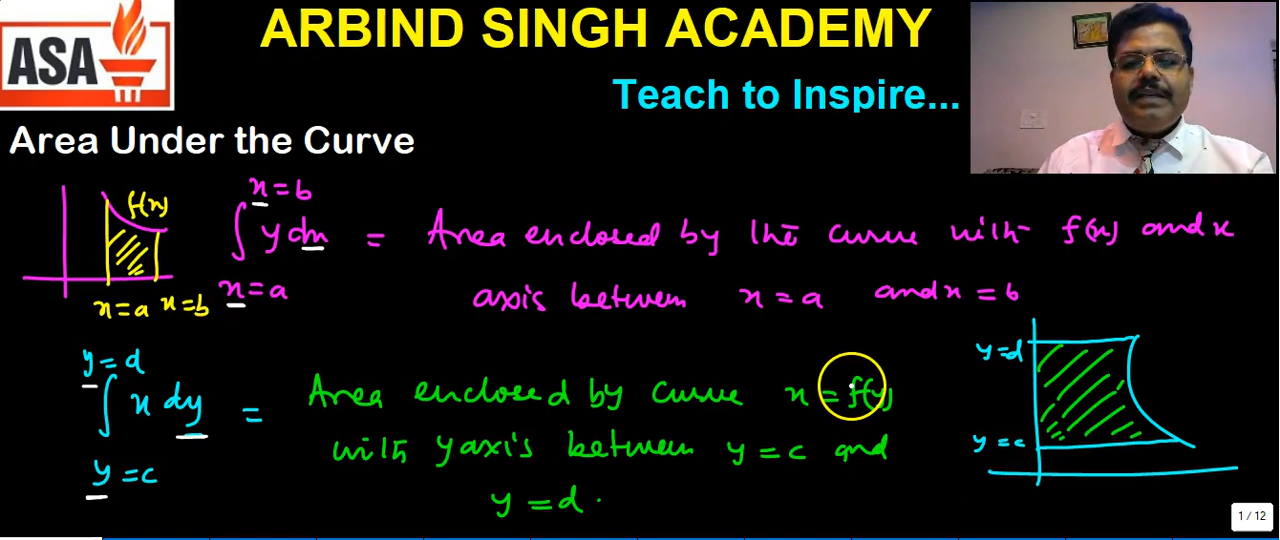 ASA
ARBIND SINGH ACADEMY
Teach to Inspire...
Area Under the Curve
f(x)
x=a x=b
x=b
∫ y dx = Area enclosed by the curve with f(x) and x
x=a
axis between x=a and x=b
y=d
∫ x dy = Area enclosed by curve x=f(y)
y=c
with y axis between y=c and
y=d.
y=d
y=c
1 / 12